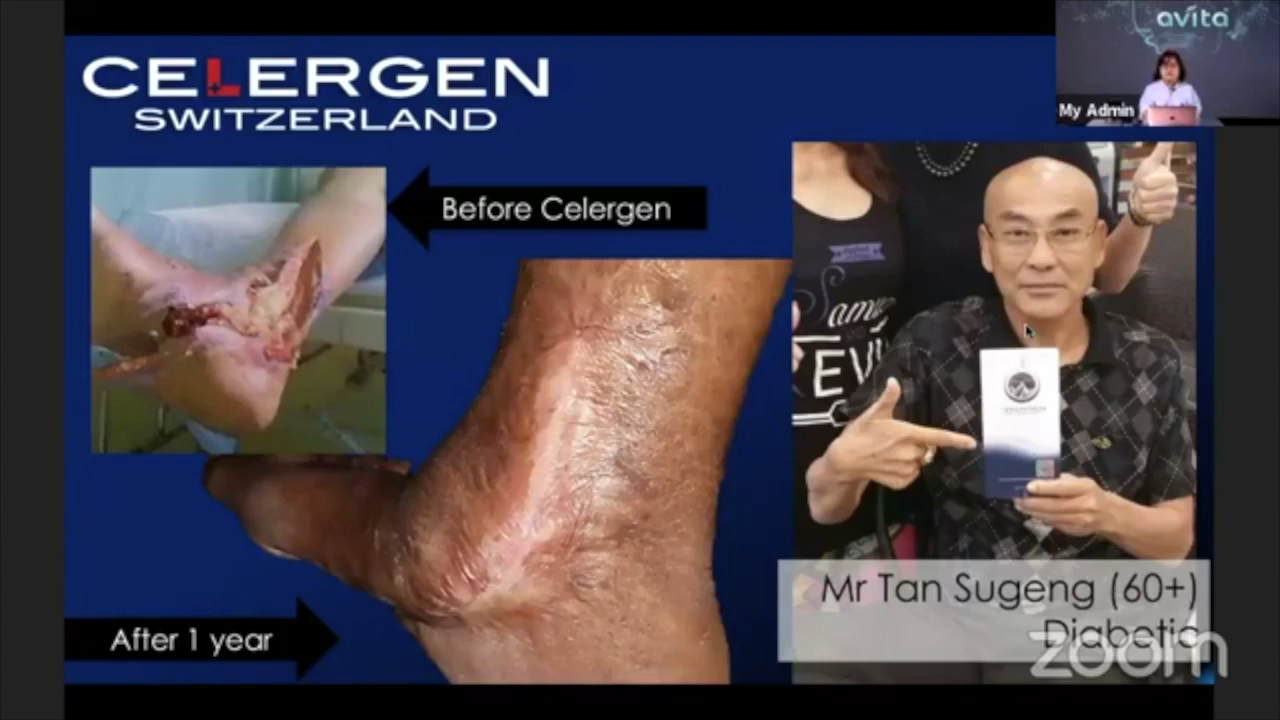 avita
My Admin
CELERGEN
SWITZERLAND
Before Celergen
After 1 year
Mr Tan Sugeng (60+)
Diabetic
zoom